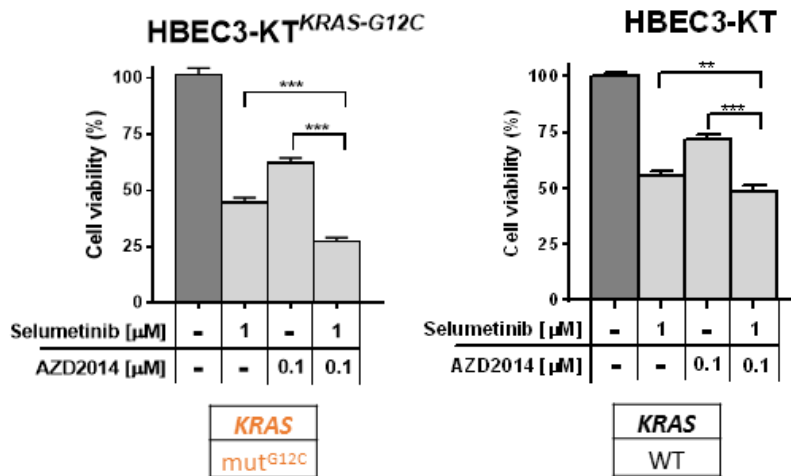 HBEC3-KT^KRAS-G12C
Cell viability (%)
100
75
50
25
0
***
***
Selumetinib [μM] - 1 - 1
AZD2014 [μM] - - 0.1 0.1
KRAS
mut^G12C
HBEC3-KT
Cell viability (%)
100
75
50
25
0
**
***
Selumetinib [μM] - 1 - 1
AZD2014 [μM] - - 0.1 0.1
KRAS
WT